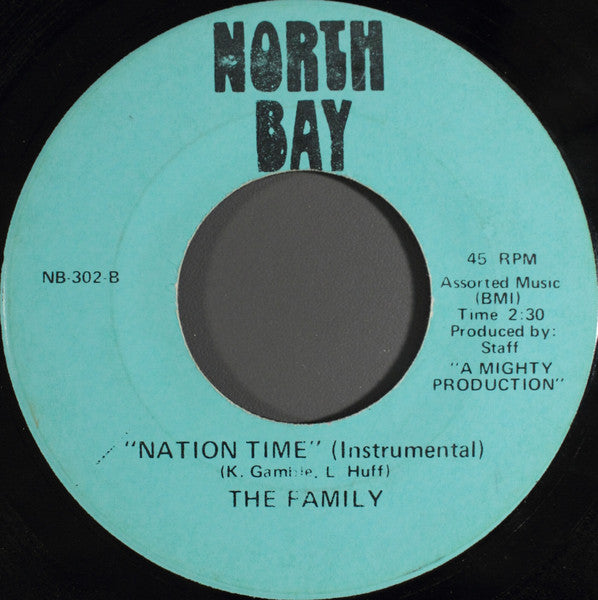 NORTH
BAY
NB-302-B
45 RPM
Assorted Music
(BMI)
Time 2:30
Produced by:
Staff
"A MIGHTY
PRODUCTION"
"NATION TIME" (Instrumental)
(K. Gamble, L. Huff)
THE FAMILY